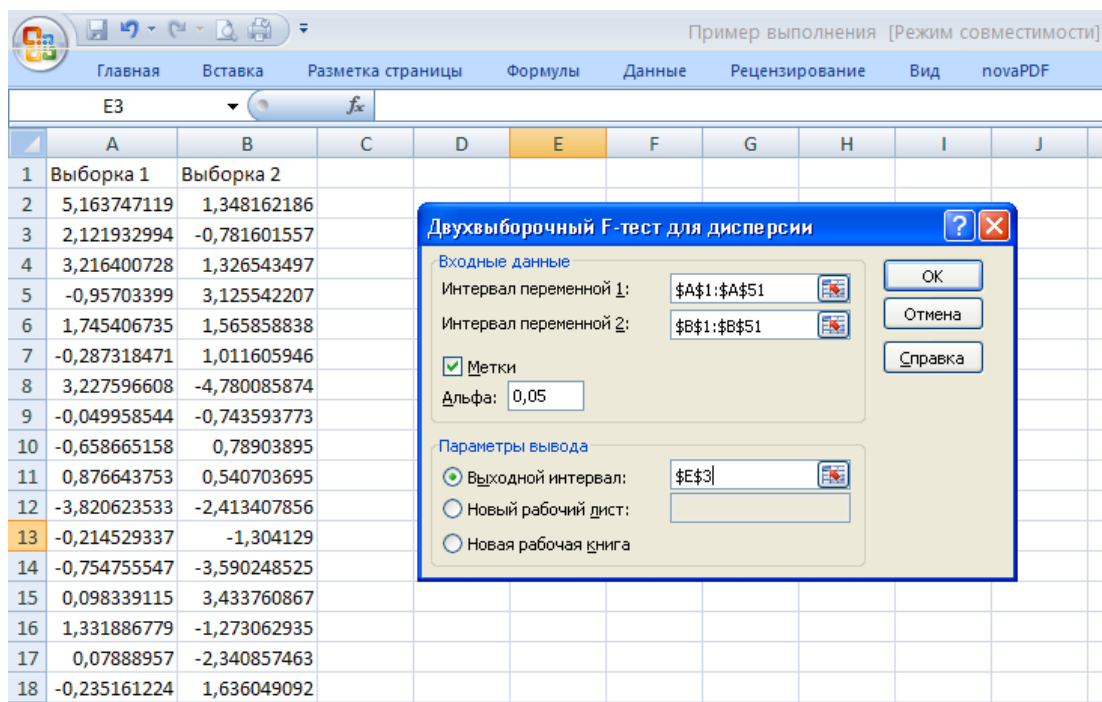 Пример выполнения [Режим совместимости]
Главная Вставка Разметка страницы Формулы Данные Рецензирование Вид novaPDF
E3 fx
A B C D E F G H I J
1 Выборка 1 Выборка 2
2 5,163747119 1,348162186
3 2,121932994 -0,781601557
4 3,216400728 1,326543497
5 -0,95703399 3,125542207
6 1,745406735 1,565858838
7 -0,287318471 1,011605946
8 3,227596608 -4,780085874
9 -0,049958544 -0,743593773
10 -0,658665158 0,78903895
11 0,876643753 0,540703695
12 -3,820623533 -2,413407856
13 -0,214529337 -1,304129
14 -0,754755547 -3,590248525
15 0,098339115 3,433760867
16 1,331886779 -1,273062935
17 0,07888957 -2,340857463
18 -0,235161224 1,636049092
Двухвыборочный F-тест для дисперсии ?
Входные данные
Интервал переменной 1: $A$1:$A$51
Интервал переменной 2: $B$1:$B$51
Метки
Альфа: 0,05
Параметры вывода
Выходной интервал: $E$3
Новый рабочий лист:
Новая рабочая книга
ОК
Отмена
Справка